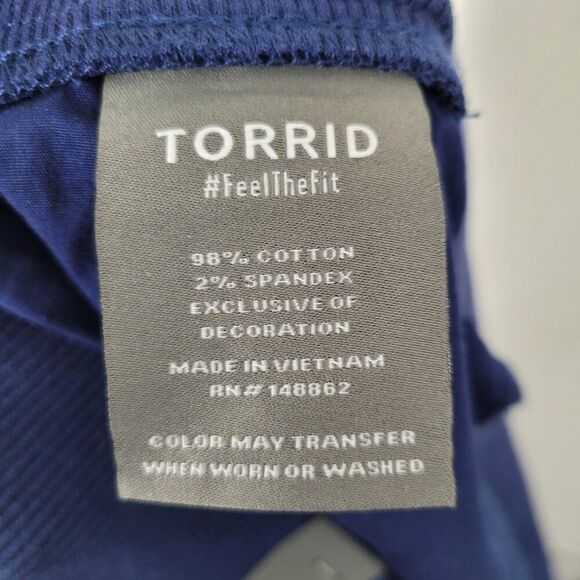 TORRID
#FeelTheFit
98% COTTON
2% SPANDEX
EXCLUSIVE OF
DECORATION
MADE IN VIETNAM
RN# 148862
COLOR MAY TRANSFER
WHEN WORN OR WASHED